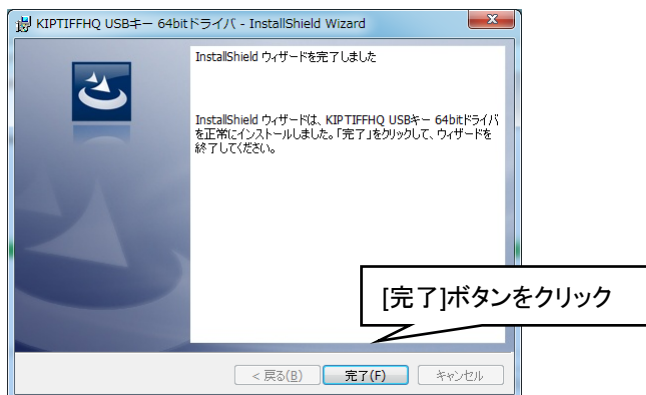 KIPTIFFHQ USBキー 64bitドライバ - InstallShield Wizard
InstallShield ウィザードを完了しました
InstallShield ウィザードは、KIPTIFFHQ USBキー 64bitドライバ
を正常にインストールしました。「完了」をクリックして、ウィザードを
終了してください。
[完了]ボタンをクリック
< 戻る(B) 完了(F) キャンセル